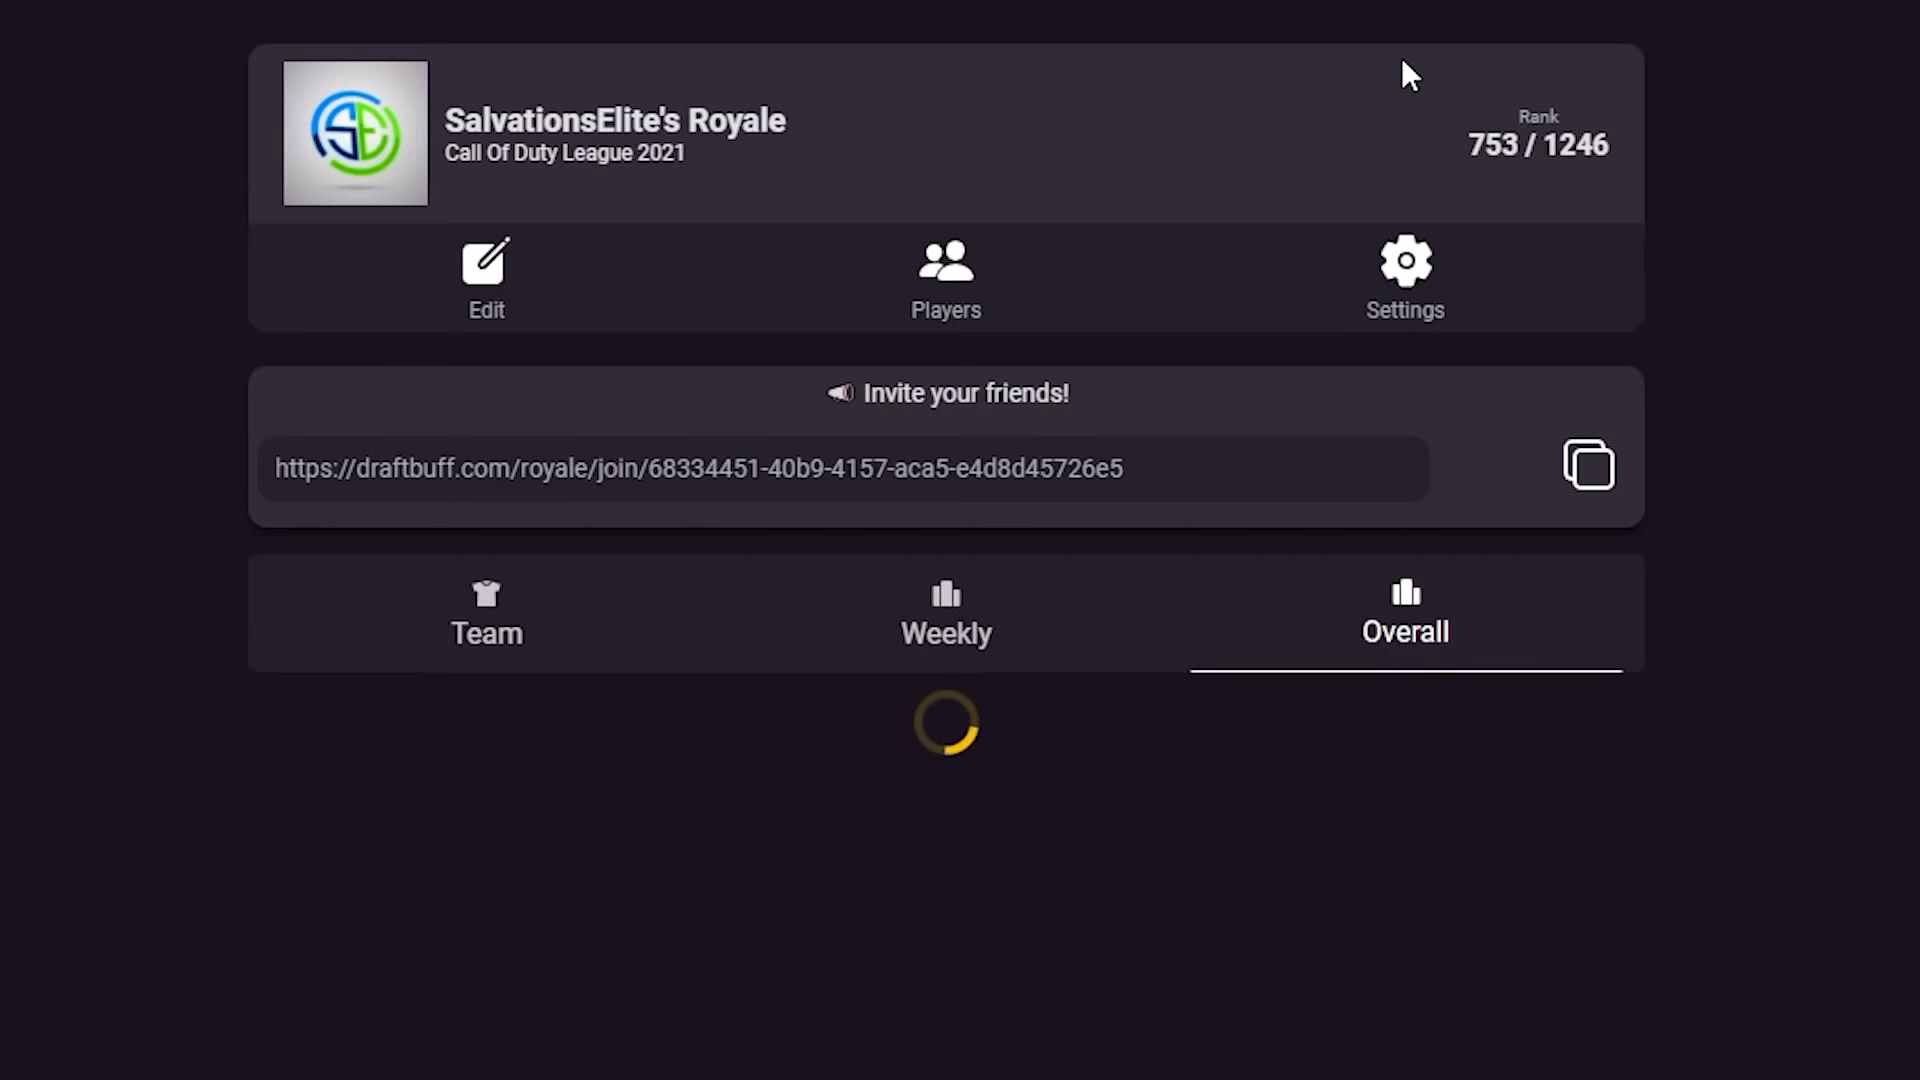 SE
SalvationsElite's Royale
Call Of Duty League 2021
Rank
753 / 1246
Edit
Players
Settings
Invite your friends!
https://draftbuff.com/royale/join/68334451-40b9-4157-aca5-e4d8d45726e5
Team
Weekly
Overall